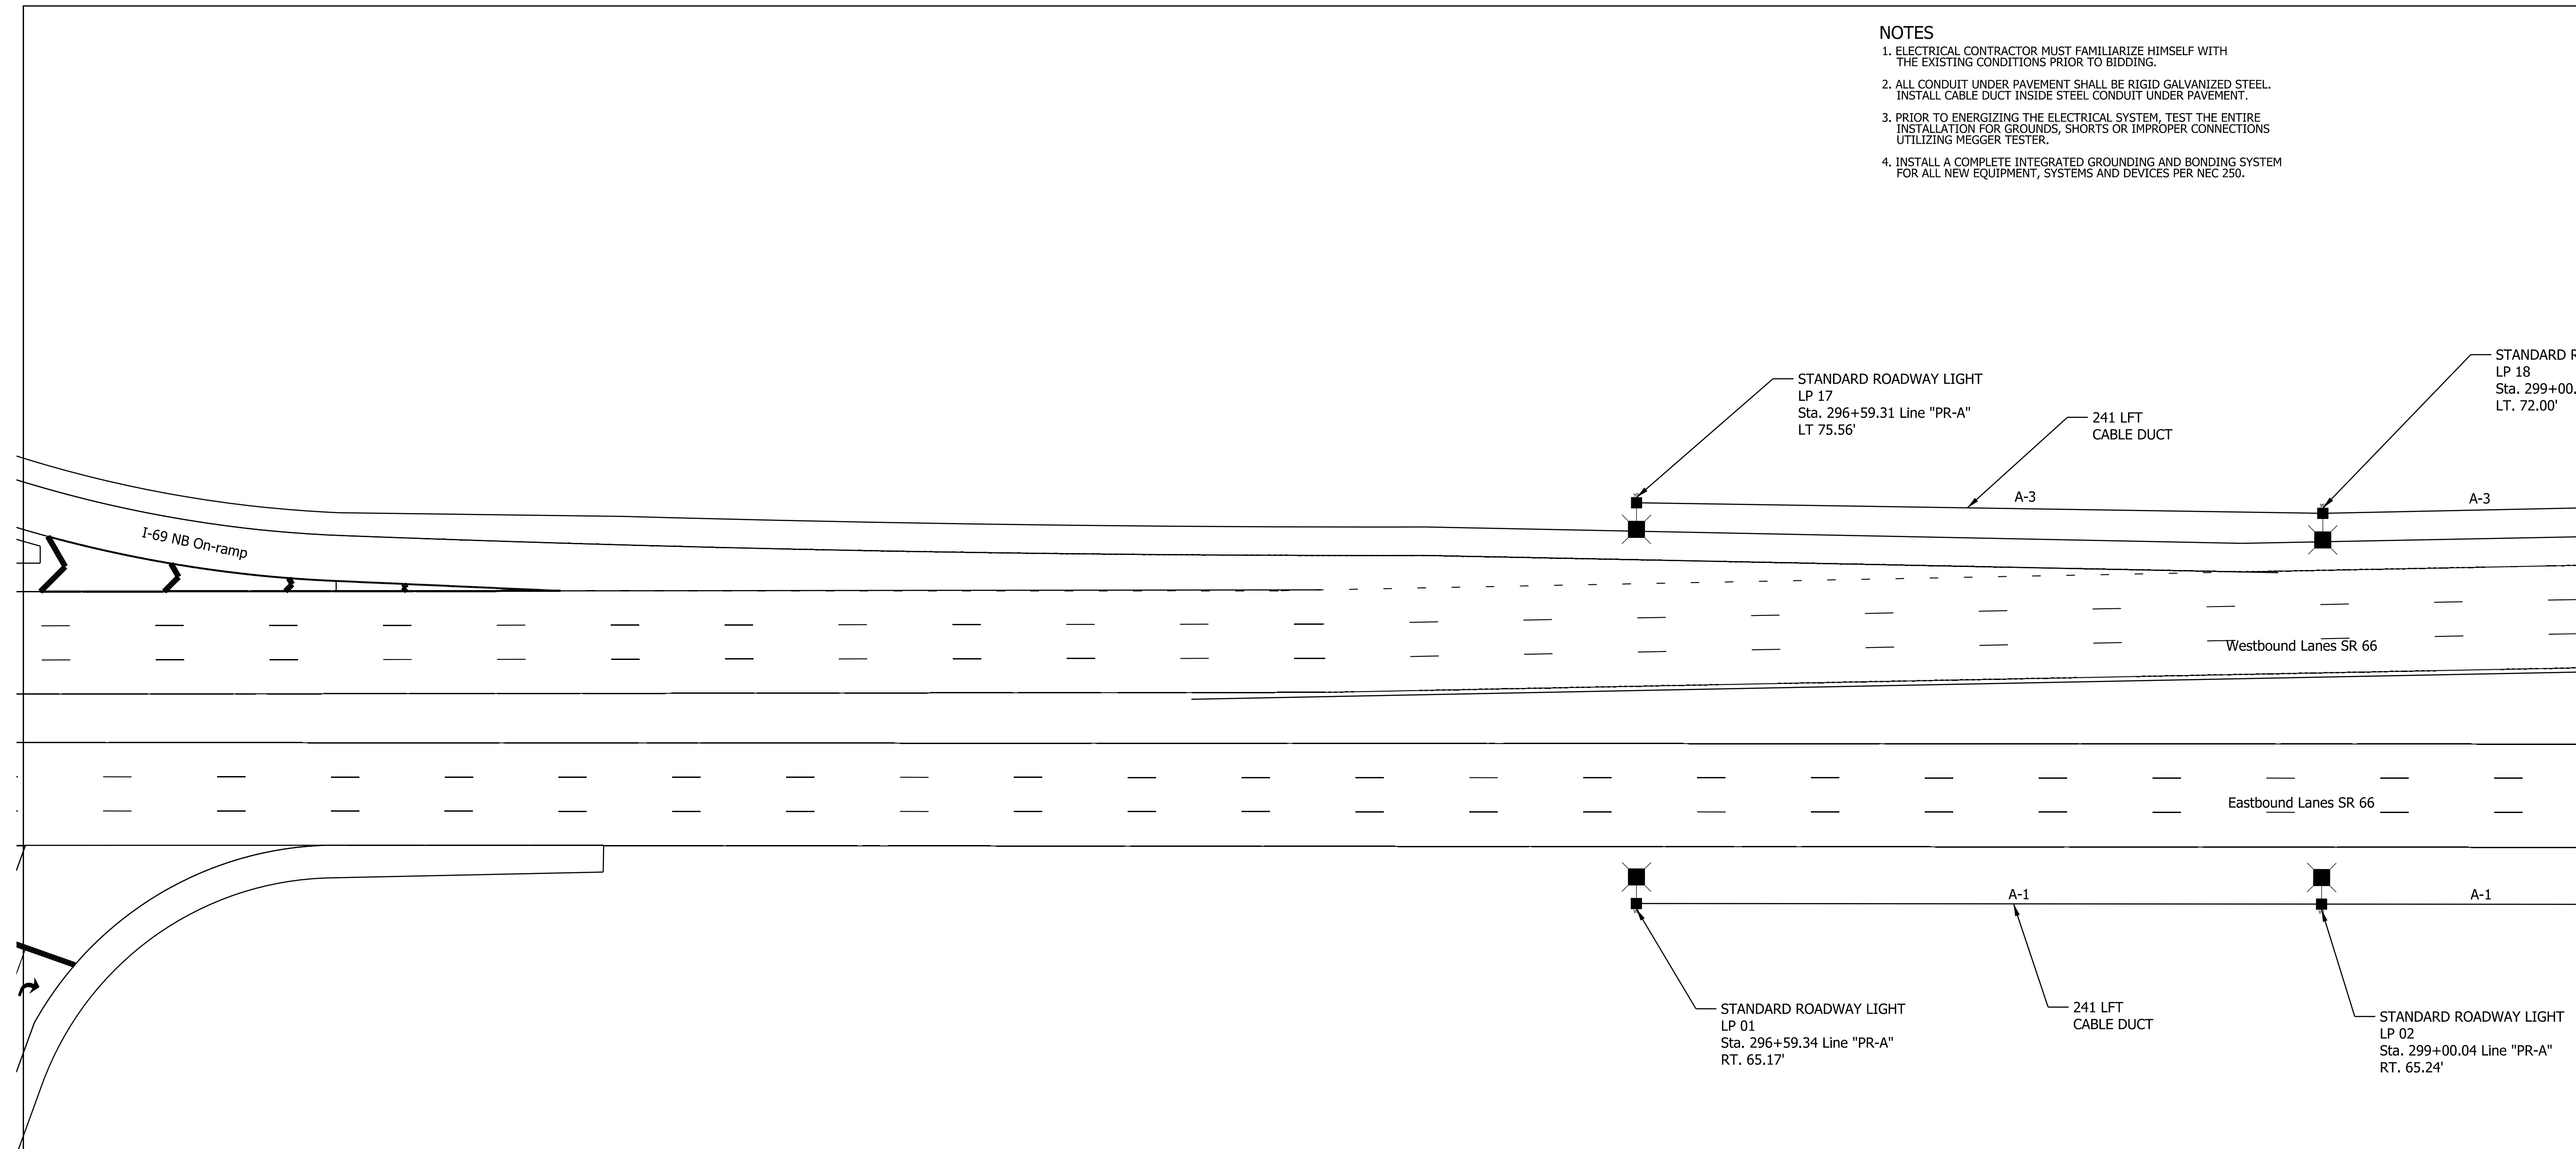 NOTES
1. ELECTRICAL CONTRACTOR MUST FAMILIARIZE HIMSELF WITH
THE EXISTING CONDITIONS PRIOR TO BIDDING.
2. ALL CONDUIT UNDER PAVEMENT SHALL BE RIGID GALVANIZED STEEL.
INSTALL CABLE DUCT INSIDE STEEL CONDUIT UNDER PAVEMENT.
3. PRIOR TO ENERGIZING THE ELECTRICAL SYSTEM, TEST THE ENTIRE
INSTALLATION FOR GROUNDS, SHORTS OR IMPROPER CONNECTIONS
UTILIZING MEGGER TESTER.
4. INSTALL A COMPLETE INTEGRATED GROUNDING AND BONDING SYSTEM
FOR ALL NEW EQUIPMENT, SYSTEMS AND DEVICES PER NEC 250.
STANDARD ROADWAY LIGHT
LP 17
Sta. 296+59.31 Line "PR-A"
LT 75.56'
241 LFT
CABLE DUCT
STANDARD
LP 18
Sta. 299+00.
LT. 72.00'
A-3
A-3
I-69 NB On-ramp
Westbound Lanes SR 66
Eastbound Lanes SR 66
A-1
A-1
STANDARD ROADWAY LIGHT
LP 01
Sta. 296+59.34 Line "PR-A"
RT. 65.17'
241 LFT
CABLE DUCT
STANDARD ROADWAY LIGHT
LP 02
Sta. 299+00.04 Line "PR-A"
RT. 65.24'